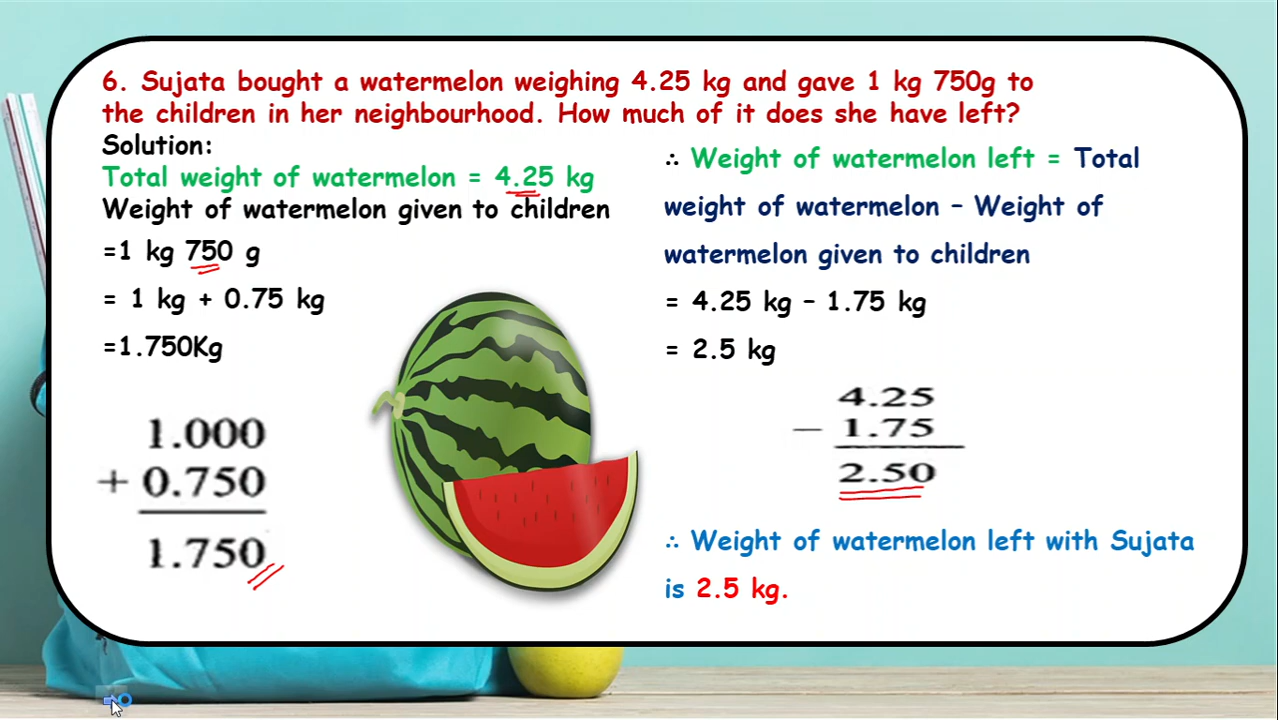 6. Sujata bought a watermelon weighing 4.25 kg and gave 1 kg 750g to
the children in her neighbourhood. How much of it does she have left?
Solution:
Total weight of watermelon = 4.25 kg
Weight of watermelon given to children
=1 kg 750 g
= 1 kg + 0.75 kg
=1.750Kg
1.000
+ 0.750
1.750
∴ Weight of watermelon left = Total
weight of watermelon – Weight of
watermelon given to children
= 4.25 kg – 1.75 kg
= 2.5 kg
4.25
– 1.75
2.50
∴ Weight of watermelon left with Sujata
is 2.5 kg.